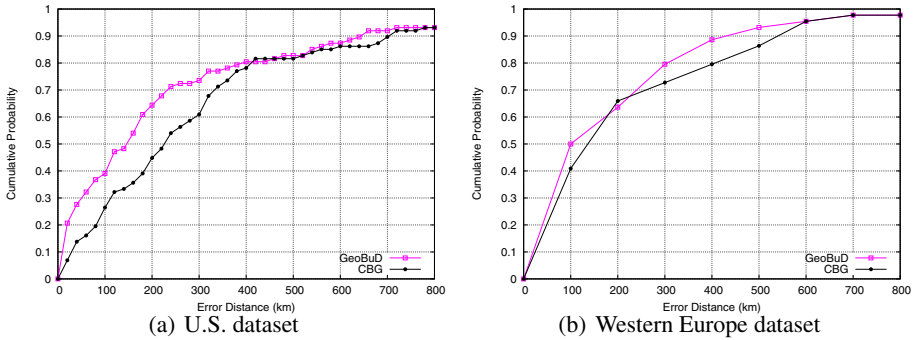 1
0.9
0.8
0.7
0.6
0.5
0.4
0.3
0.2
0.1
0
Cumulative Probability
0 100 200 300 400 500 600 700 800
Error Distance (km)
GeoBuD
CBG
(a) U.S. dataset
1
0.9
0.8
0.7
0.6
0.5
0.4
0.3
0.2
0.1
0
Cumulative Probability
0 100 200 300 400 500 600 700 800
Error Distance (km)
GeoBuD
CBG
(b) Western Europe dataset